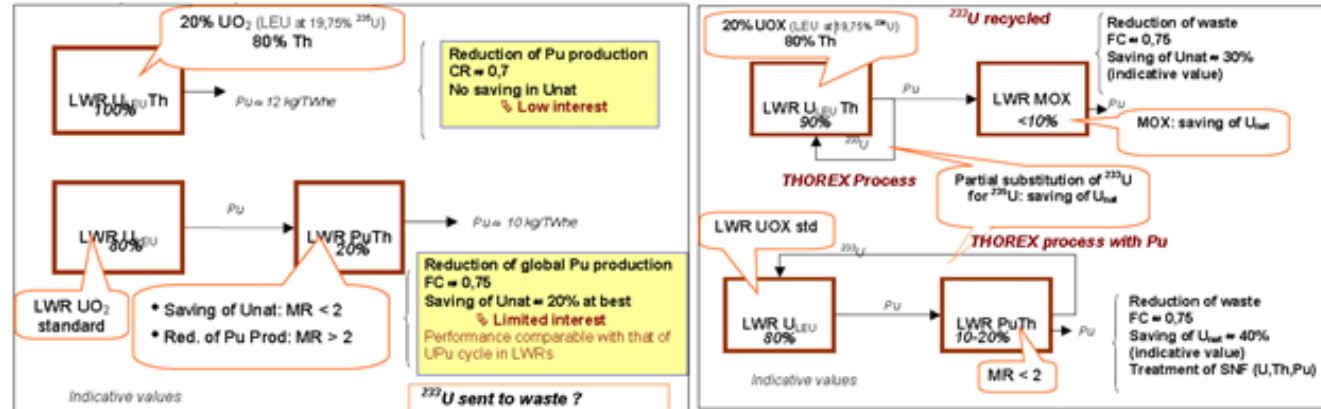 20% UO₂ (LEU at 19,75% ²³⁵U)
80% Th
LWR U_LEU Th
100%
Pu ≈ 12 kg/TWhe
Reduction of Pu production
CR ≈ 0,7
No saving in Unat
Low interest
LWR U_LEU
80%
Pu
LWR PuTh
20%
Pu ≈ 10 kg/TWhe
LWR UO₂
standard
• Saving of Unat: MR < 2
• Red. of Pu Prod: MR > 2
Reduction of global Pu production
FC ≈ 0,75
Saving of Unat ≈ 20% at best
Limited interest
Performance comparable with that of
UPu cycle in LWRs
Indicative values
²³³U sent to waste ?
20% UOX (LEU at 19,75% ²³⁵U)
80% Th
²³³U recycled
Reduction of waste
FC ≈ 0,75
Saving of Unat ≈ 30%
(indicative value)
LWR U_LEU Th
90%
Pu
LWR MOX
<10%
Pu
MOX: saving of U_nat
²³³U
THOREX Process
Partial substitution of ²³³U
for ²³⁵U: saving of U_nat
LWR UOX std
THOREX process with Pu
²³³U
LWR U_LEU
80%
Pu
LWR PuTh
10-20%
Pu
MR < 2
Reduction of waste
FC ≈ 0,75
Saving of U_nat ≈ 40%
(indicative value)
Treatment of SNF (U,Th,Pu)
Indicative values